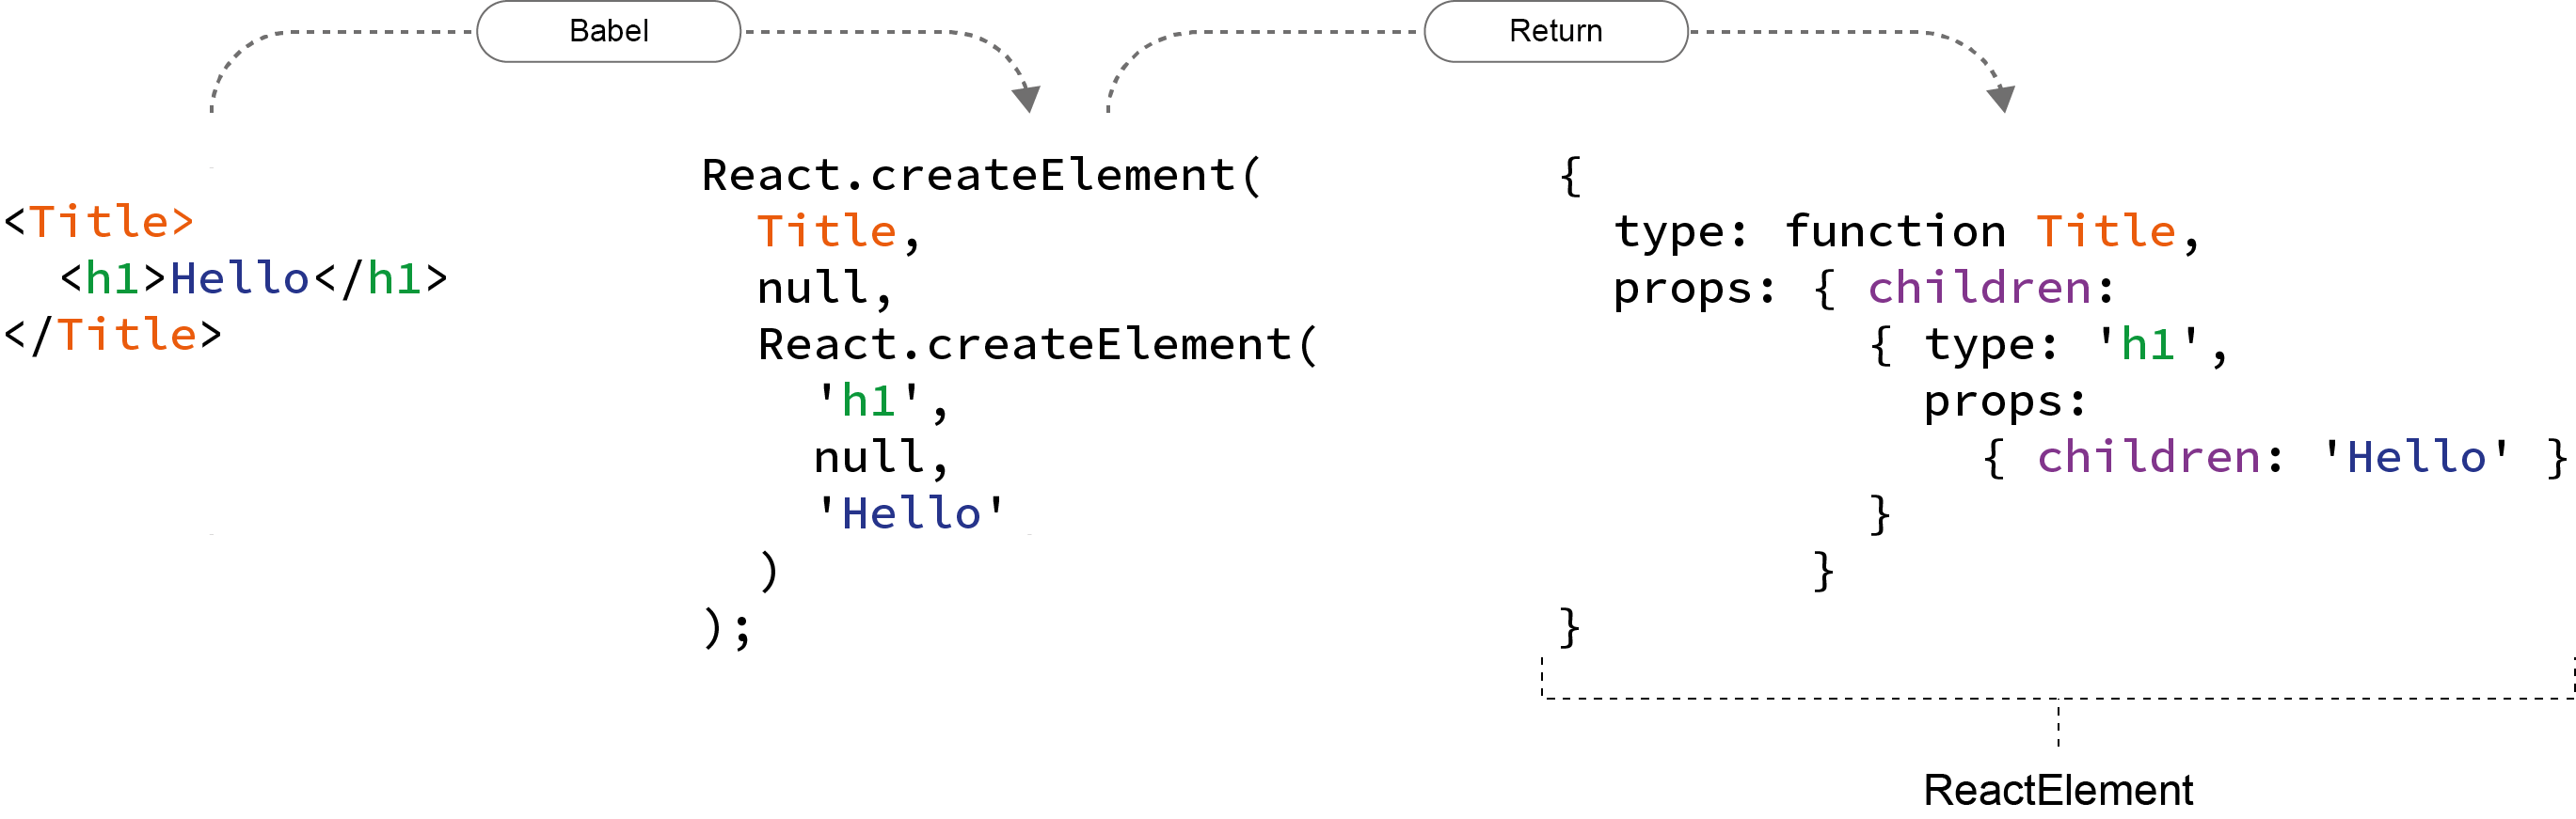 Babel
Return
<Title>
<h1>Hello</h1>
</Title>
React.createElement(
Title,
null,
React.createElement(
'h1',
null,
'Hello'
)
);
{
type: function Title,
props: { children:
{ type: 'h1',
props:
{ children: 'Hello' }
}
}
}
ReactElement